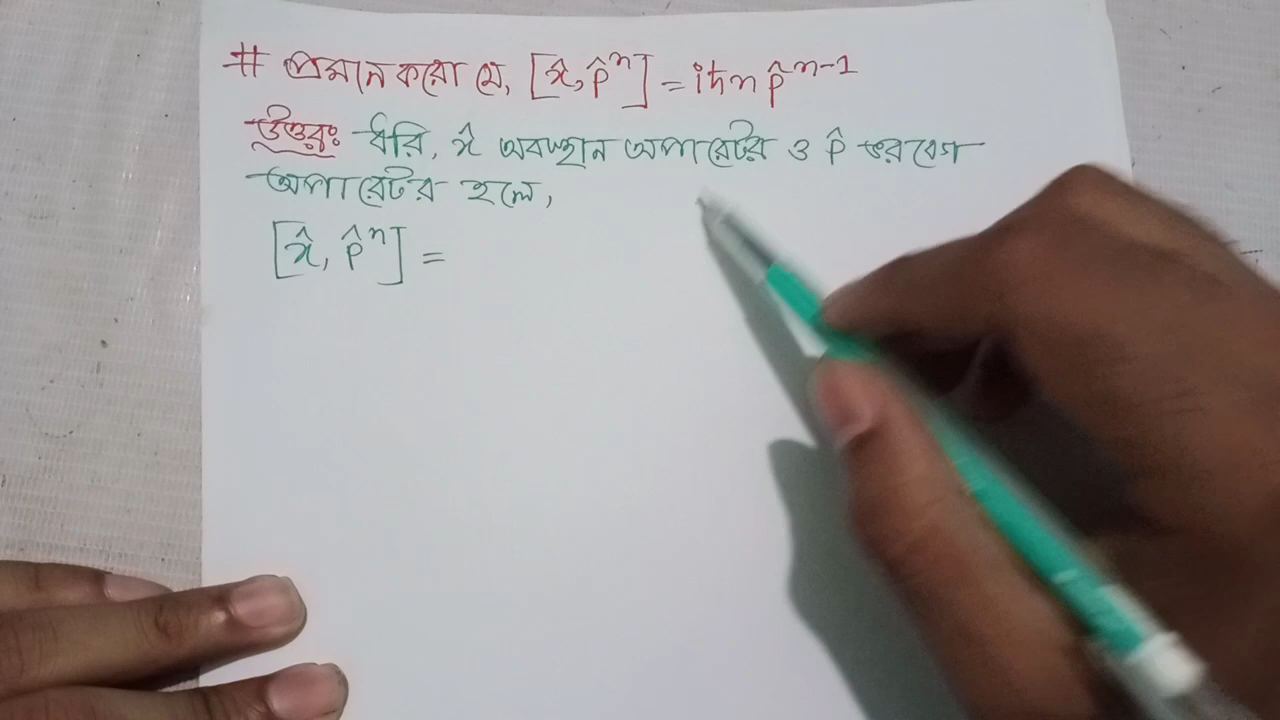 # প্রমান করো যে, [x̂, p̂ⁿ] = iħn p̂ⁿ⁻¹
উত্তরঃ ধরি, x̂ অবস্থান অপারেটর ও p̂ ভরবেগ
অপারেটর হলে,
[x̂, p̂ⁿ] =